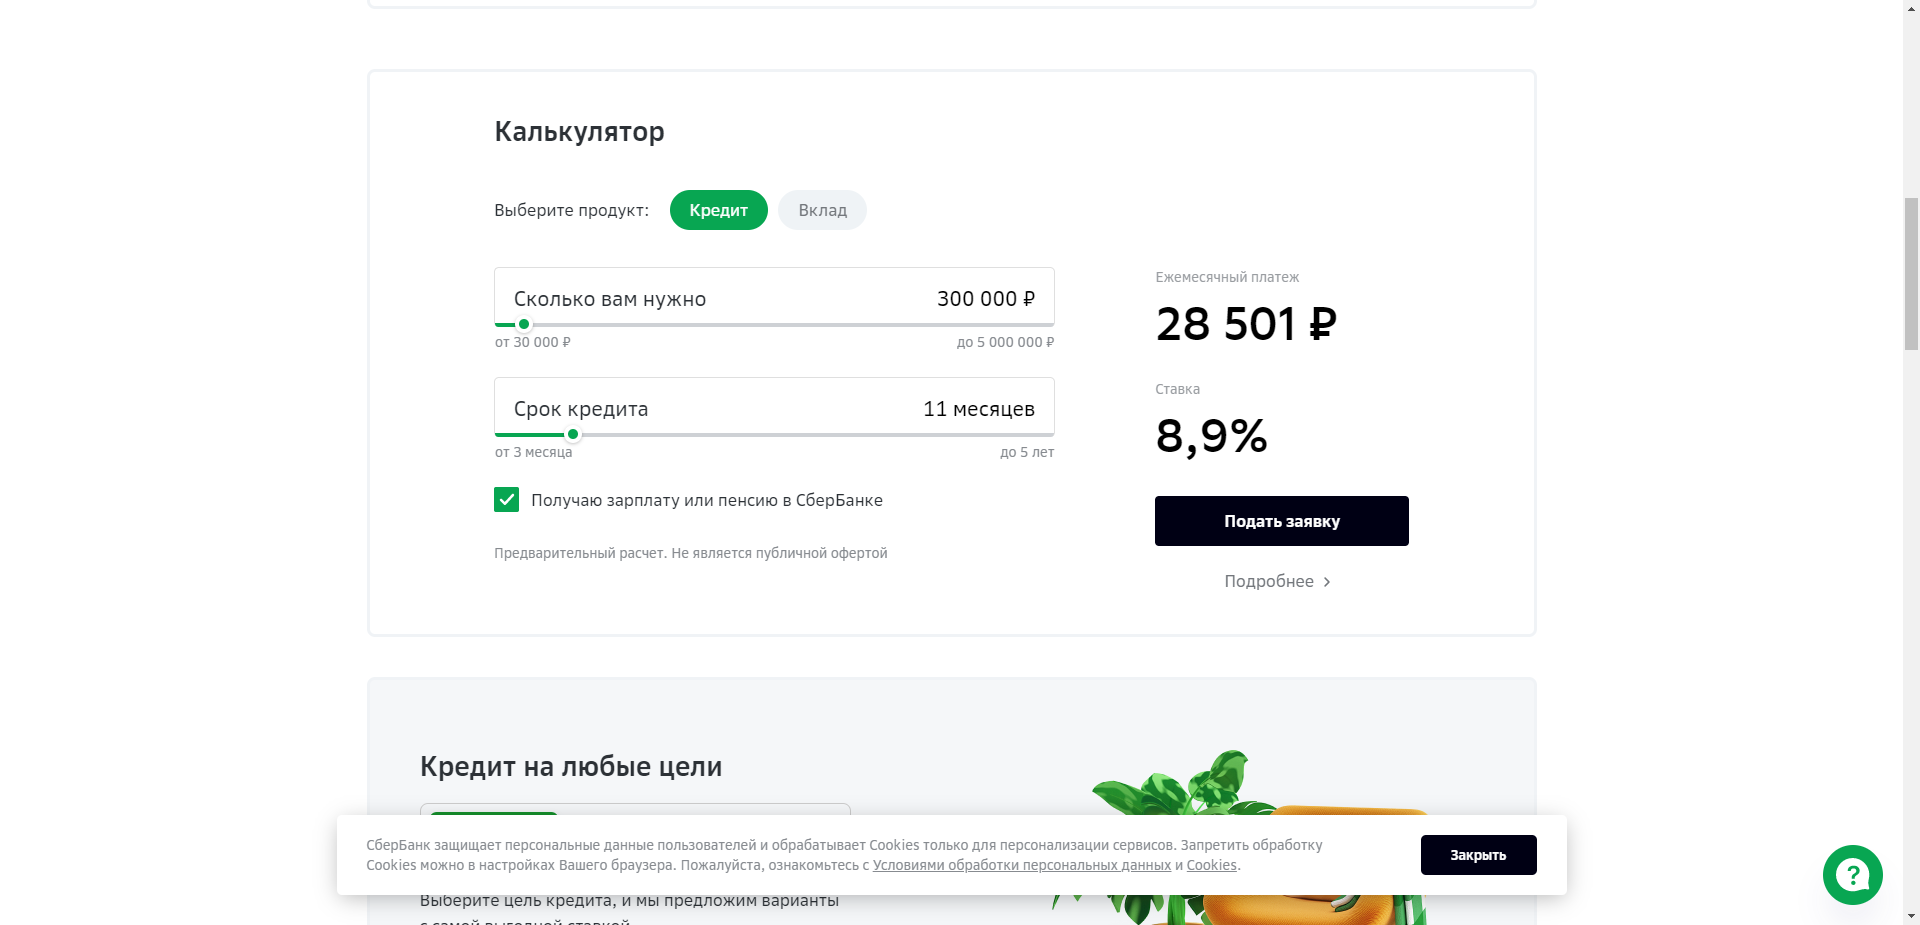 Калькулятор
Выберите продукт: Кредит Вклад
Сколько вам нужно 300 000 ₽
от 30 000 ₽ до 5 000 000 ₽
Срок кредита 11 месяцев
от 3 месяца до 5 лет
Получаю зарплату или пенсию в СберБанке
Предварительный расчет. Не является публичной офертой
Ежемесячный платеж
28 501 ₽
Ставка
8,9%
Подать заявку
Подробнее
Кредит на любые цели
СберБанк защищает персональные данные пользователей и обрабатывает Cookies только для персонализации сервисов. Запретить обработку
Cookies можно в настройках Вашего браузера. Пожалуйста, ознакомьтесь с Условиями обработки персональных данных и Cookies.
Закрыть
Выберите цель кредита, и мы предложим варианты
с самой выгодной ставкой